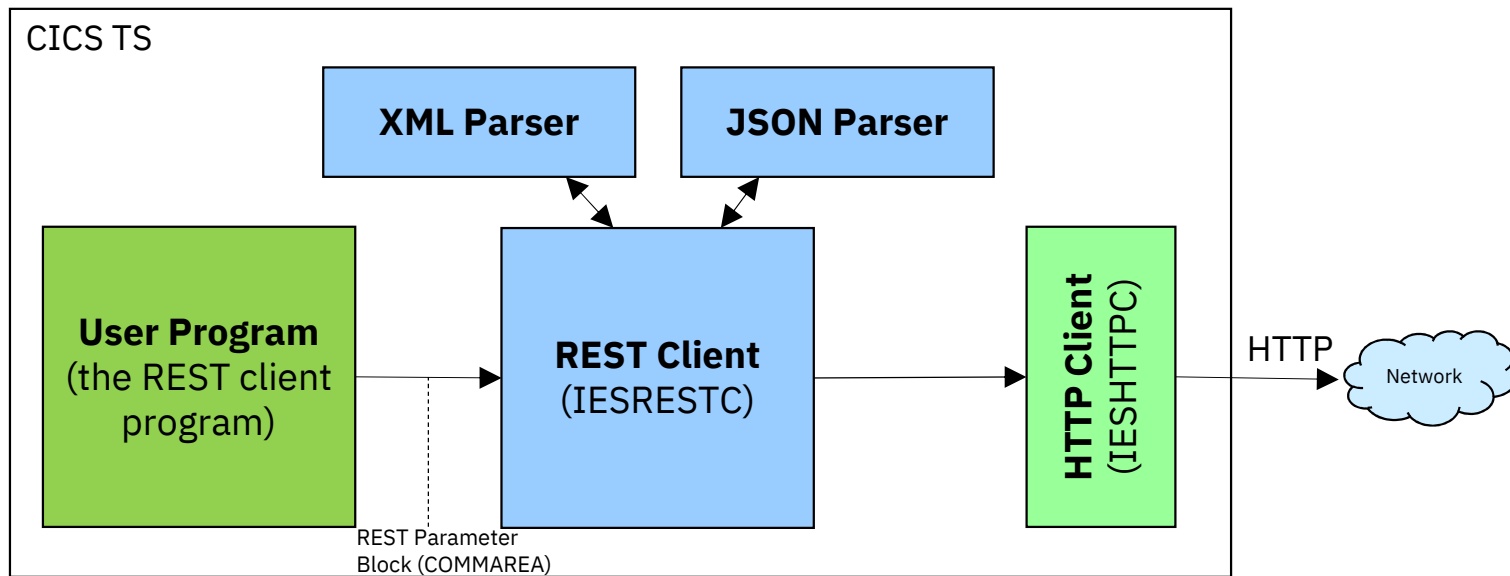 CICS TS
XML Parser
JSON Parser
User Program
(the REST client
program)
REST Client
(IESRESTC)
HTTP Client
(IESHTTPC)
HTTP
Network
REST Parameter
Block (COMMAREA)